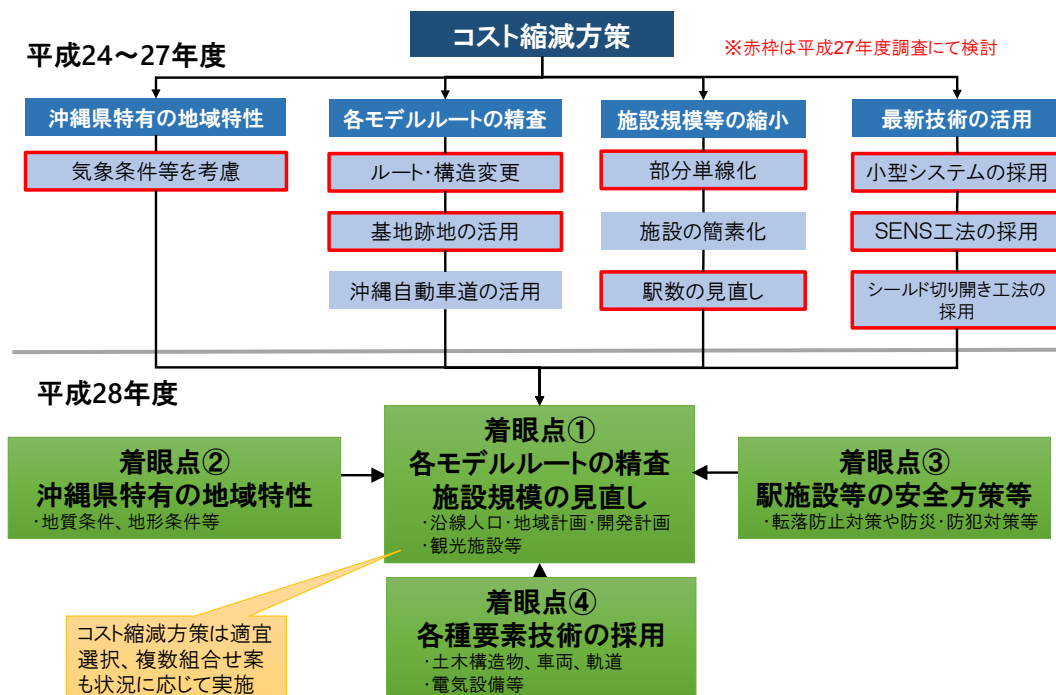 コスト縮減方策
平成24～27年度
※赤枠は平成27年度調査にて検討
沖縄県特有の地域特性
気象条件等を考慮
各モデルルートの精査
ルート・構造変更
基地跡地の活用
沖縄自動車道の活用
施設規模等の縮小
部分単線化
施設の簡素化
駅数の見直し
最新技術の活用
小型システムの採用
SENS工法の採用
シールド切り開き工法の
採用
平成28年度
着眼点①
各モデルルートの精査
施設規模の見直し
・沿線人口・地域計画・開発計画
・観光施設等
着眼点②
沖縄県特有の地域特性
・地質条件、地形条件等
着眼点③
駅施設等の安全方策等
・転落防止対策や防災・防犯対策等
着眼点④
各種要素技術の採用
・土木構造物、車両、軌道
・電気設備等
コスト縮減方策は適宜
選択、複数組合せ案
も状況に応じて実施